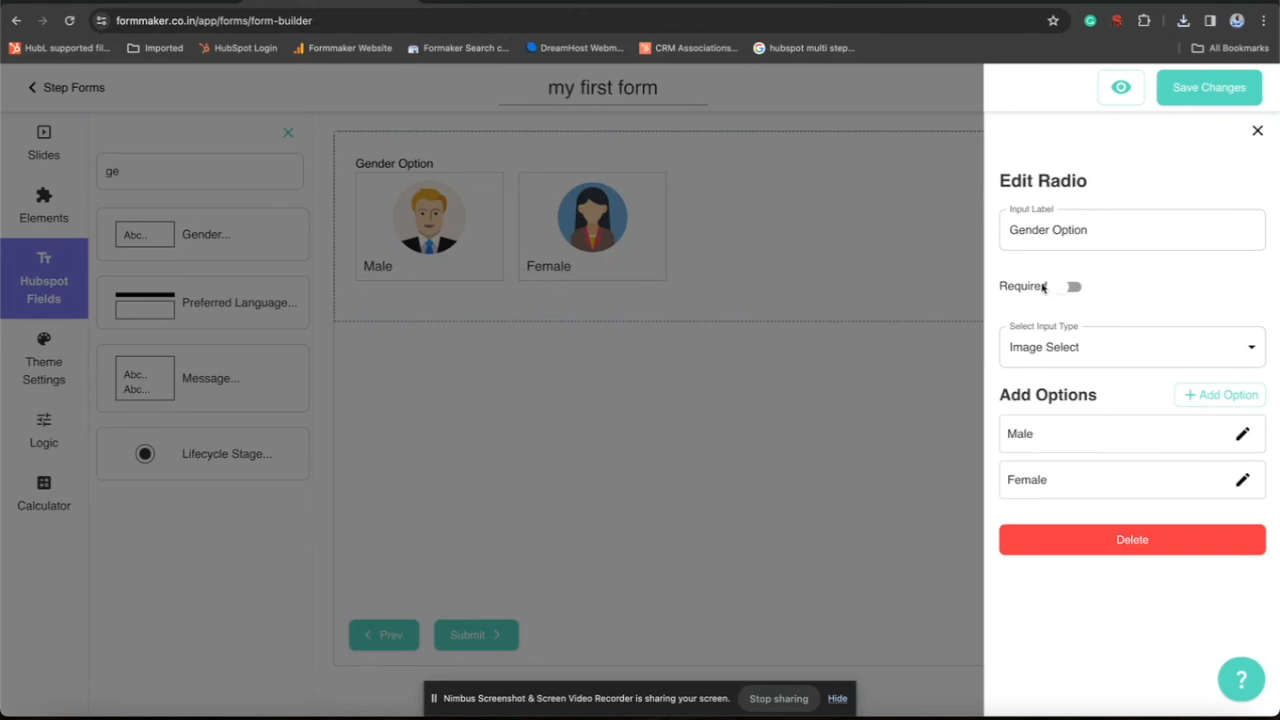 formmaker.co.in/app/forms/form-builder
HubL supported fil...
Imported
HubSpot Login
Formmaker Website
Formaker Search c...
DreamHost Webm...
CRM Associations...
hubspot multi step...
All Bookmarks
Step Forms
my first form
Save Changes
Slides
Elements
Hubspot
Fields
Theme
Settings
Logic
Calculator
ge
Abc..
Gender...
Preferred Language...
Abc..
Abc...
Message...
Lifecycle Stage...
Gender Option
Male
Female
Prev
Submit
Edit Radio
Input Label
Gender Option
Required
Select Input Type
Image Select
Add Options
+ Add Option
Male
Female
Delete
?
Nimbus Screenshot & Screen Video Recorder is sharing your screen.
Stop sharing
Hide